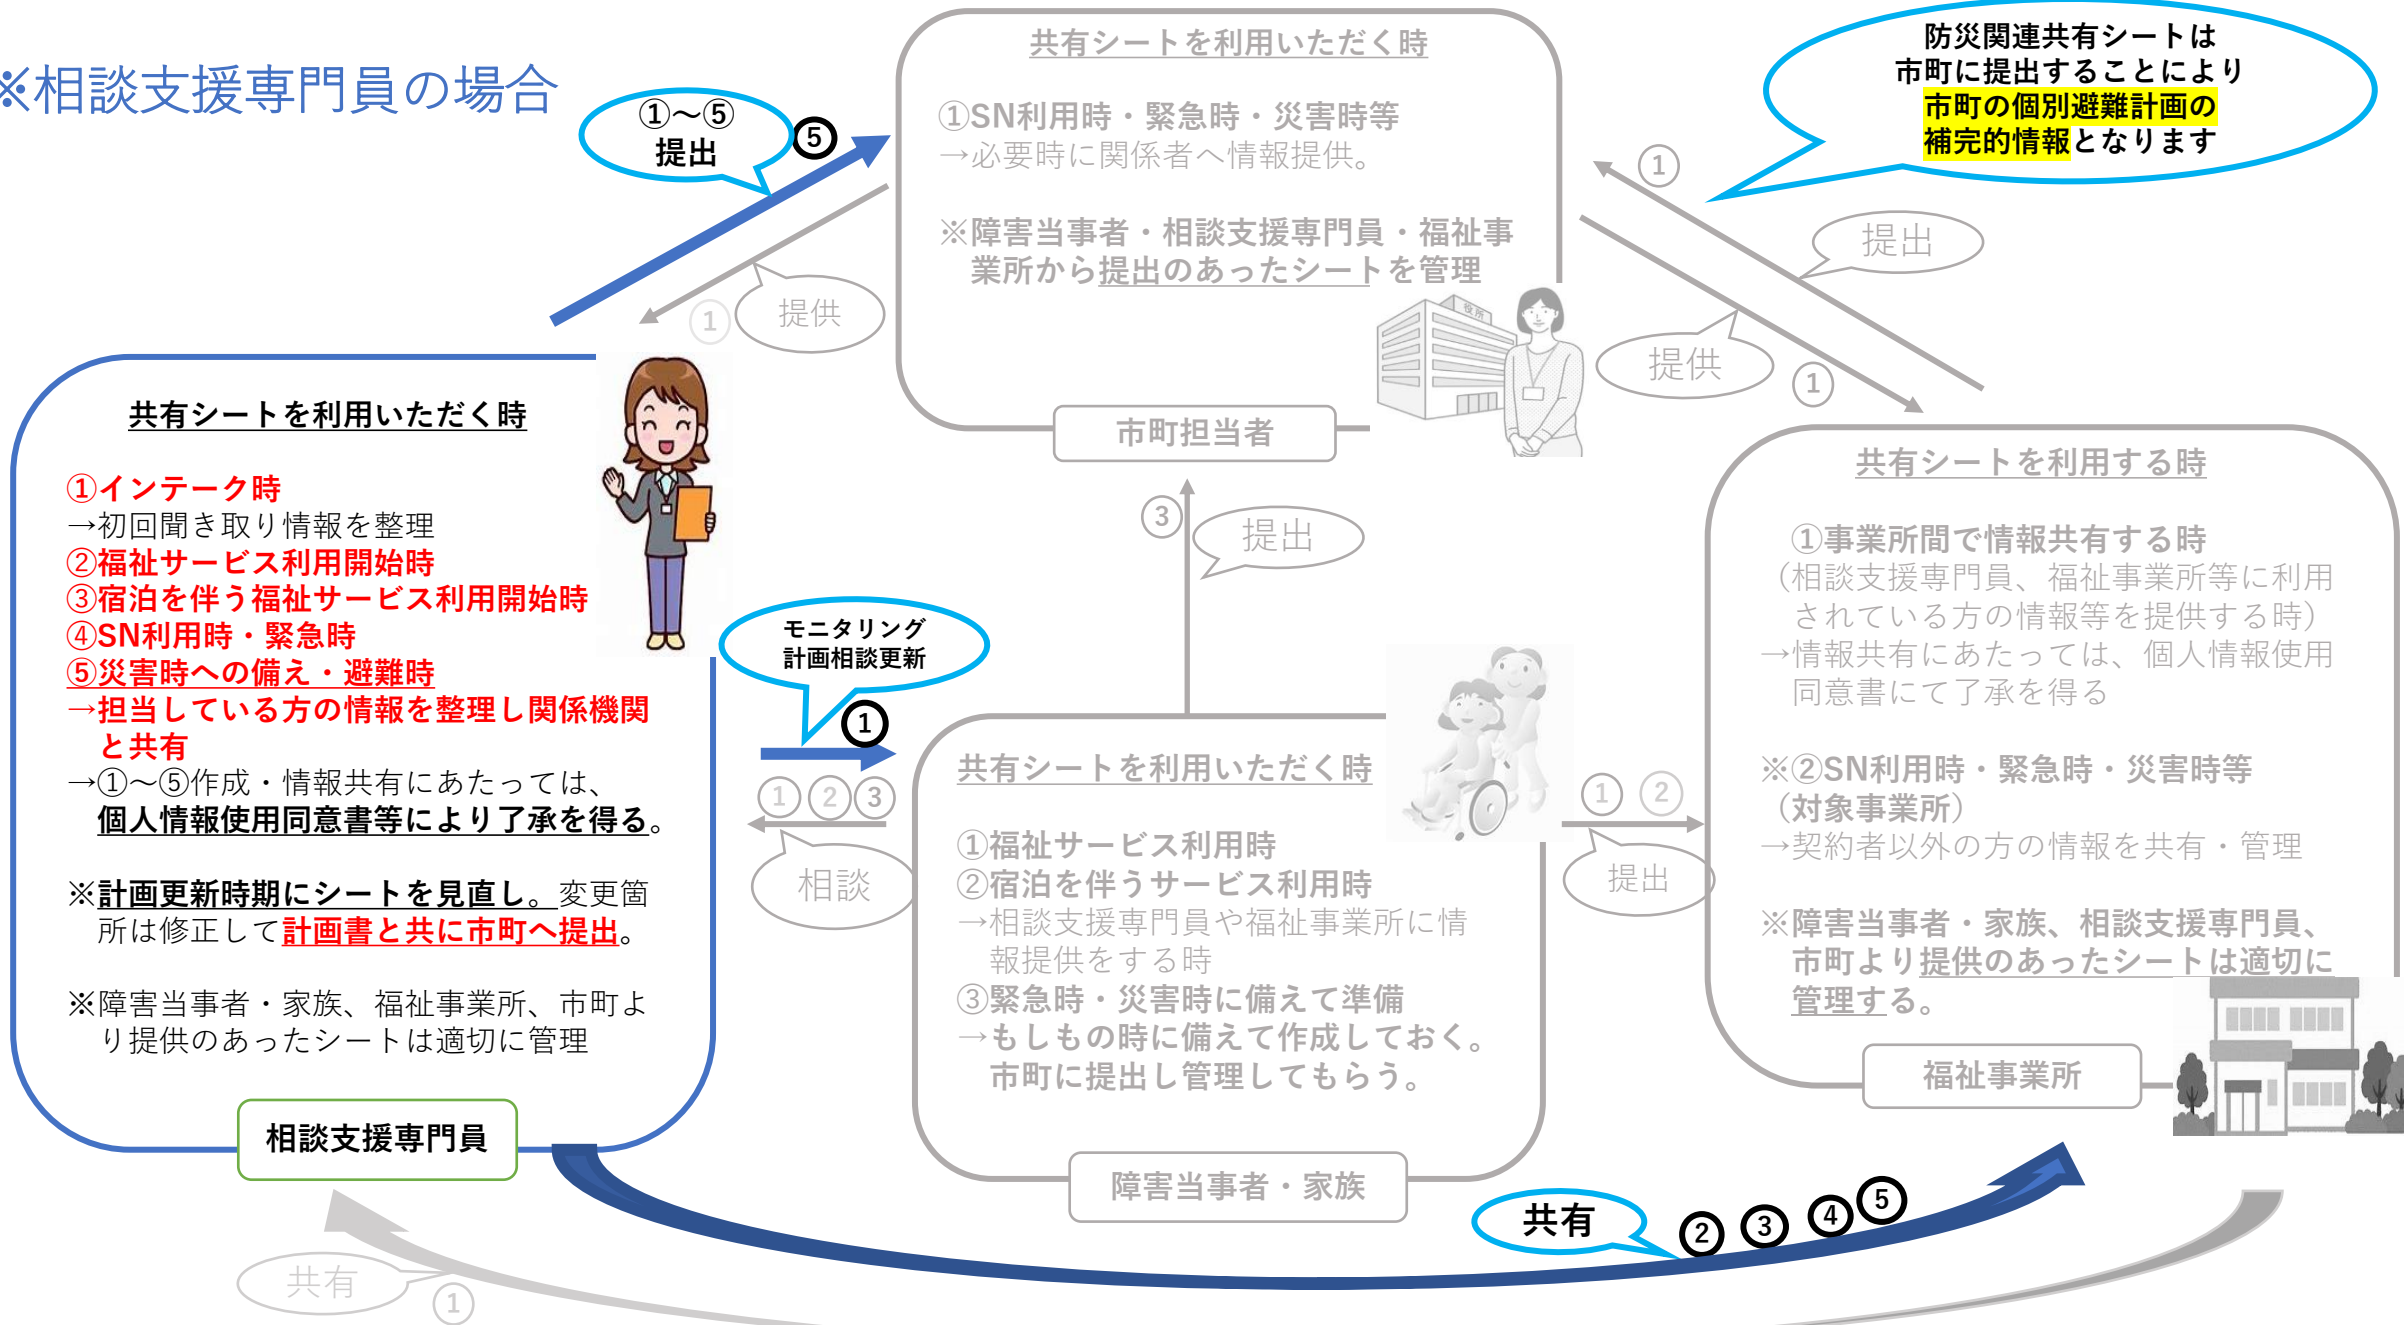 ※相談支援専門員の場合
①～⑤
提出
⑤
共有シートを利用いただく時
①SN利用時・緊急時・災害時等
→必要時に関係者へ情報提供。
※障害当事者・相談支援専門員・福祉事
業所から提出のあったシートを管理
役所
市町担当者
防災関連共有シートは
市町に提出することにより
市町の個別避難計画の
補完的情報となります
①
提供
①
提出
提供
①
共有シートを利用いただく時
①インテーク時
→初回聞き取り情報を整理
②福祉サービス利用開始時
③宿泊を伴う福祉サービス利用開始時
④SN利用時・緊急時
⑤災害時への備え・避難時
→担当している方の情報を整理し関係機関
と共有
→①～⑤作成・情報共有にあたっては、
個人情報使用同意書等により了承を得る。
※計画更新時期にシートを見直し。変更箇
所は修正して計画書と共に市町へ提出。
※障害当事者・家族、福祉事業所、市町よ
り提供のあったシートは適切に管理
相談支援専門員
モニタリング
計画相談更新
①
①②③
相談
③
提出
共有シートを利用いただく時
①福祉サービス利用時
②宿泊を伴うサービス利用時
→相談支援専門員や福祉事業所に情
報提供をする時
③緊急時・災害時に備えて準備
→もしもの時に備えて作成しておく。
市町に提出し管理してもらう。
障害当事者・家族
① ②
提出
共有シートを利用する時
①事業所間で情報共有する時
（相談支援専門員、福祉事業所等に利用
されている方の情報等を提供する時）
→情報共有にあたっては、個人情報使用
同意書にて了承を得る
※②SN利用時・緊急時・災害時等
（対象事業所）
→契約者以外の方の情報を共有・管理
※障害当事者・家族、相談支援専門員、
市町より提供のあったシートは適切に
管理する。
福祉事業所
共有
② ③ ④ ⑤
共有
①